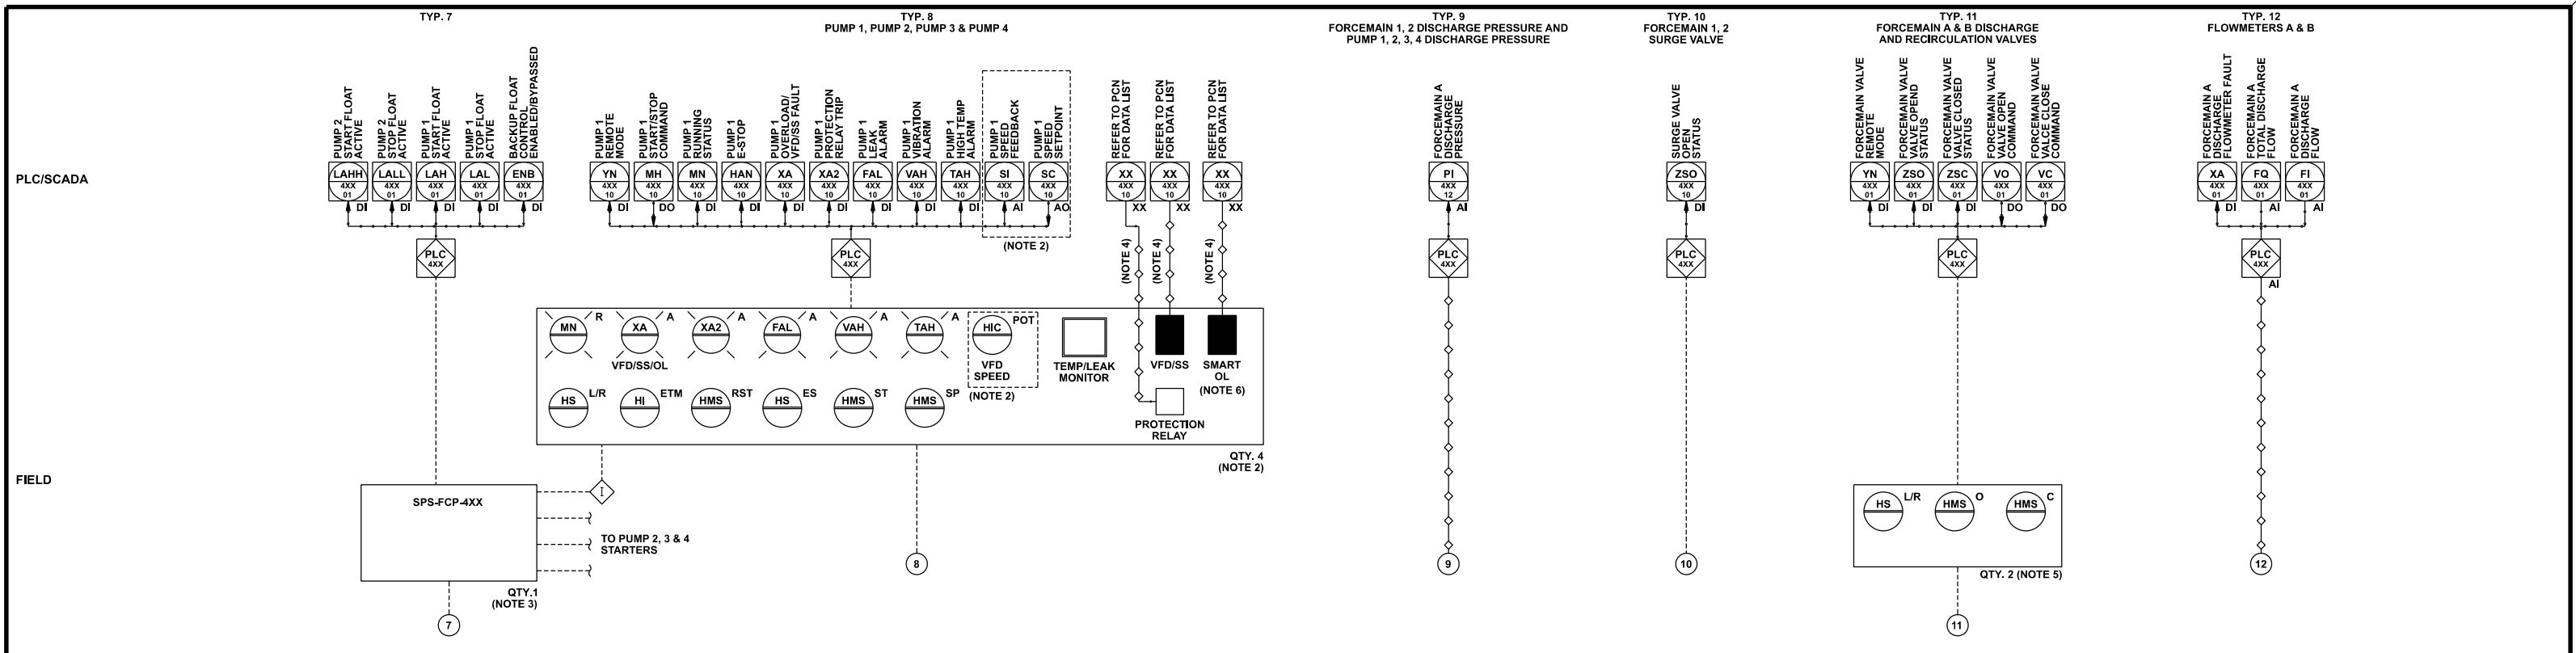 TYP. 7
TYP. 8
PUMP 1, PUMP 2, PUMP 3 & PUMP 4
TYP. 9
FORCEMAIN 1, 2 DISCHARGE PRESSURE AND
PUMP 1, 2, 3, 4 DISCHARGE PRESSURE
TYP. 10
FORCEMAIN 1, 2
SURGE VALVE
TYP. 11
FORCEMAIN A & B DISCHARGE
AND RECIRCULATION VALVES
TYP. 12
FLOWMETERS A & B
PLC/SCADA
PUMP 2
START FLOAT
ACTIVE
LAHH
4XX
01
DI
PUMP 2
STOP FLOAT
ACTIVE
LALL
4XX
01
DI
PUMP 1
START FLOAT
ACTIVE
LAH
4XX
01
DI
PUMP 1
STOP FLOAT
ACTIVE
LAL
4XX
01
DI
BACKUP FLOAT
CONTROL
ENABLED/BYPASSED
ENB
4XX
01
DI
PLC
4XX
PUMP 1
REMOTE
MODE
YN
4XX
10
DI
PUMP 1
START/STOP
COMMAND
MH
4XX
10
DO
PUMP 1
RUNNING
STATUS
MN
4XX
10
DI
PUMP 1
E-STOP
HAN
4XX
10
DI
PUMP 1
OVERLOAD/
VFD/SS FAULT
XA
4XX
10
DI
PUMP 1
PROTECTION
RELAY TRIP
XA2
4XX
10
DI
PUMP 1
LEAK
ALARM
FAL
4XX
10
DI
PUMP 1
VIBRATION
ALARM
VAH
4XX
10
DI
PUMP 1
HIGH TEMP
ALARM
TAH
4XX
10
DI
PUMP 1
SPEED
FEEDBACK
SI
4XX
10
AI
PUMP 1
SPEED
SETPOINT
SC
4XX
10
AO
(NOTE 2)
PLC
4XX
REFER TO PCN
FOR DATA LIST
XX
4XX
10
XX
(NOTE 4)
REFER TO PCN
FOR DATA LIST
XX
4XX
10
XX
(NOTE 4)
REFER TO PCN
FOR DATA LIST
XX
4XX
10
XX
(NOTE 4)
FORCEMAIN A
DISCHARGE
PRESSURE
PI
4XX
12
AI
PLC
4XX
SURGE VALVE
OPEN
STATUS
ZSO
4XX
10
DI
PLC
4XX
FORCEMAIN VALVE
REMOTE
MODE
YN
4XX
01
DI
FORCEMAIN VALVE
VALVE OPEND
STATUS
ZSO
4XX
01
DI
FORCEMAIN VALVE
VALVE CLOSED
STATUS
ZSC
4XX
01
DI
FORCEMAIN VALVE
VALVE OPEN
COMMAND
VO
4XX
01
DO
FORCEMAIN VALVE
VALCE CLOSE
COMMAND
VC
4XX
01
DO
PLC
4XX
FORCEMAIN A
DISCHARGE
FLOWMETER FAULT
XA
4XX
01
DI
FORCEMAIN A
TOTAL DISCHARGE
FLOW
FQ
4XX
01
AI
FORCEMAIN A
DISCHARGE
FLOW
FI
4XX
01
AI
PLC
4XX
AI
MN
R
XA
A
VFD/SS/OL
XA2
A
FAL
A
VAH
A
TAH
A
HIC
POT
VFD
SPEED
(NOTE 2)
TEMP/LEAK
MONITOR
VFD/SS
SMART
OL
(NOTE 6)
HS
L/R
HI
ETM
HMS
RST
HS
ES
HMS
ST
HMS
SP
PROTECTION
RELAY
QTY. 4
(NOTE 2)
FIELD
SPS-FCP-4XX
I
TO PUMP 2, 3 & 4
STARTERS
QTY.1
(NOTE 3)
HS
L/R
HMS
O
HMS
C
QTY. 2 (NOTE 5)
7
8
9
10
11
12